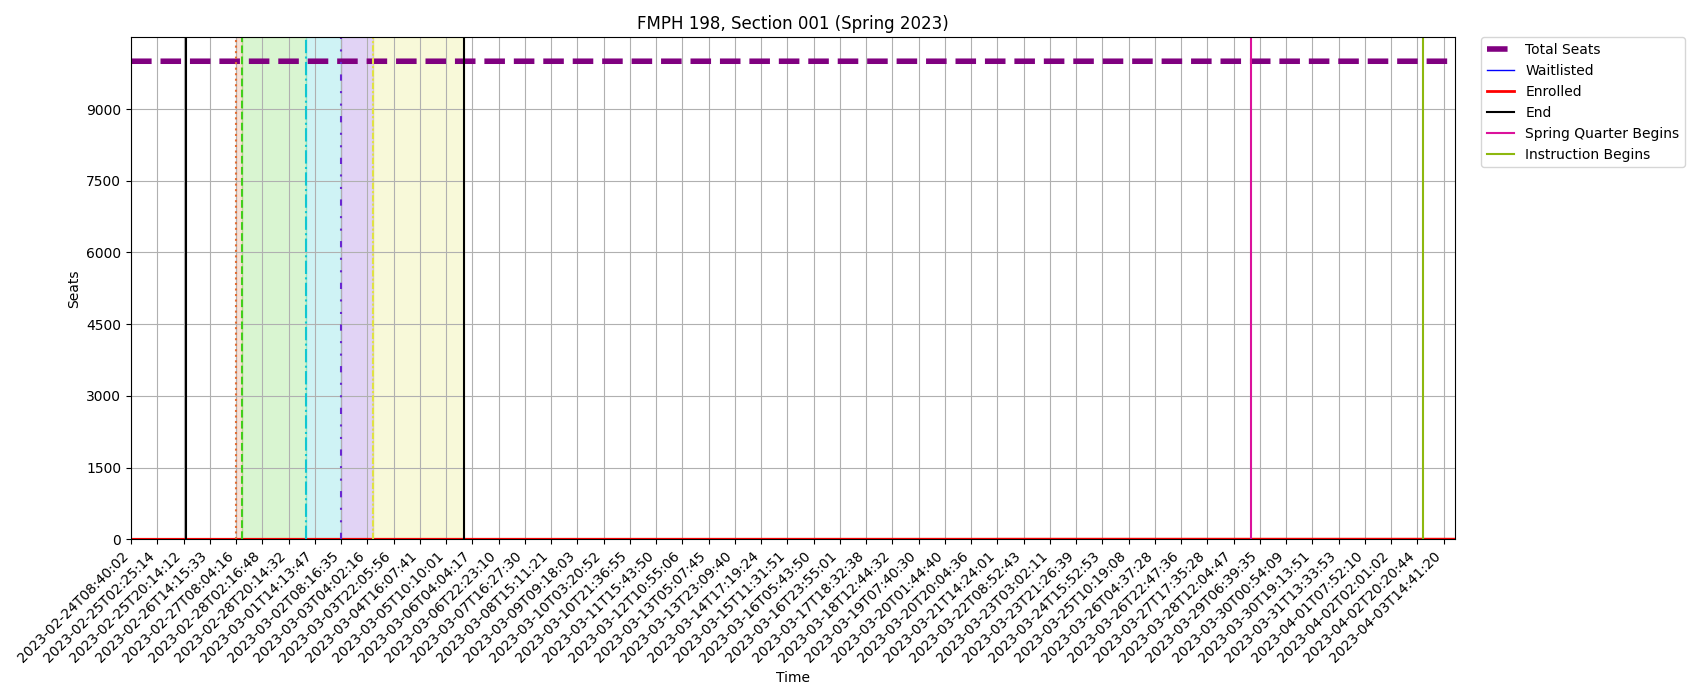 FMPH 198, Section 001 (Spring 2023)
Total Seats
Waitlisted
Enrolled
End
Spring Quarter Begins
Instruction Begins
Seats
9000
7500
6000
4500
3000
1500
0
2023-02-24T08:40:02
2023-02-25T02:25:14
2023-02-25T20:14:12
2023-02-26T14:15:33
2023-02-27T08:04:16
2023-02-28T02:16:48
2023-02-28T20:14:32
2023-03-01T14:13:47
2023-03-02T08:16:35
2023-03-03T04:02:16
2023-03-03T22:05:56
2023-03-04T16:07:41
2023-03-05T10:10:01
2023-03-06T04:04:17
2023-03-06T22:23:10
2023-03-07T16:27:30
2023-03-08T15:11:21
2023-03-09T09:18:03
2023-03-10T03:20:52
2023-03-10T21:36:55
2023-03-11T15:43:50
2023-03-12T10:55:06
2023-03-13T05:07:45
2023-03-13T23:09:40
2023-03-14T17:19:24
2023-03-15T11:31:51
2023-03-16T05:43:50
2023-03-16T23:55:01
2023-03-17T18:32:38
2023-03-18T12:44:32
2023-03-19T07:40:30
2023-03-20T01:44:40
2023-03-20T20:04:36
2023-03-21T14:24:01
2023-03-22T08:52:43
2023-03-23T03:02:11
2023-03-23T21:26:39
2023-03-24T15:52:53
2023-03-25T10:19:08
2023-03-26T04:37:28
2023-03-26T22:47:36
2023-03-27T17:35:28
2023-03-28T12:04:47
2023-03-29T06:39:35
2023-03-30T00:54:09
2023-03-30T19:13:51
2023-03-31T13:33:53
2023-04-01T07:52:10
2023-04-02T02:01:02
2023-04-02T20:20:44
2023-04-03T14:41:20
Time